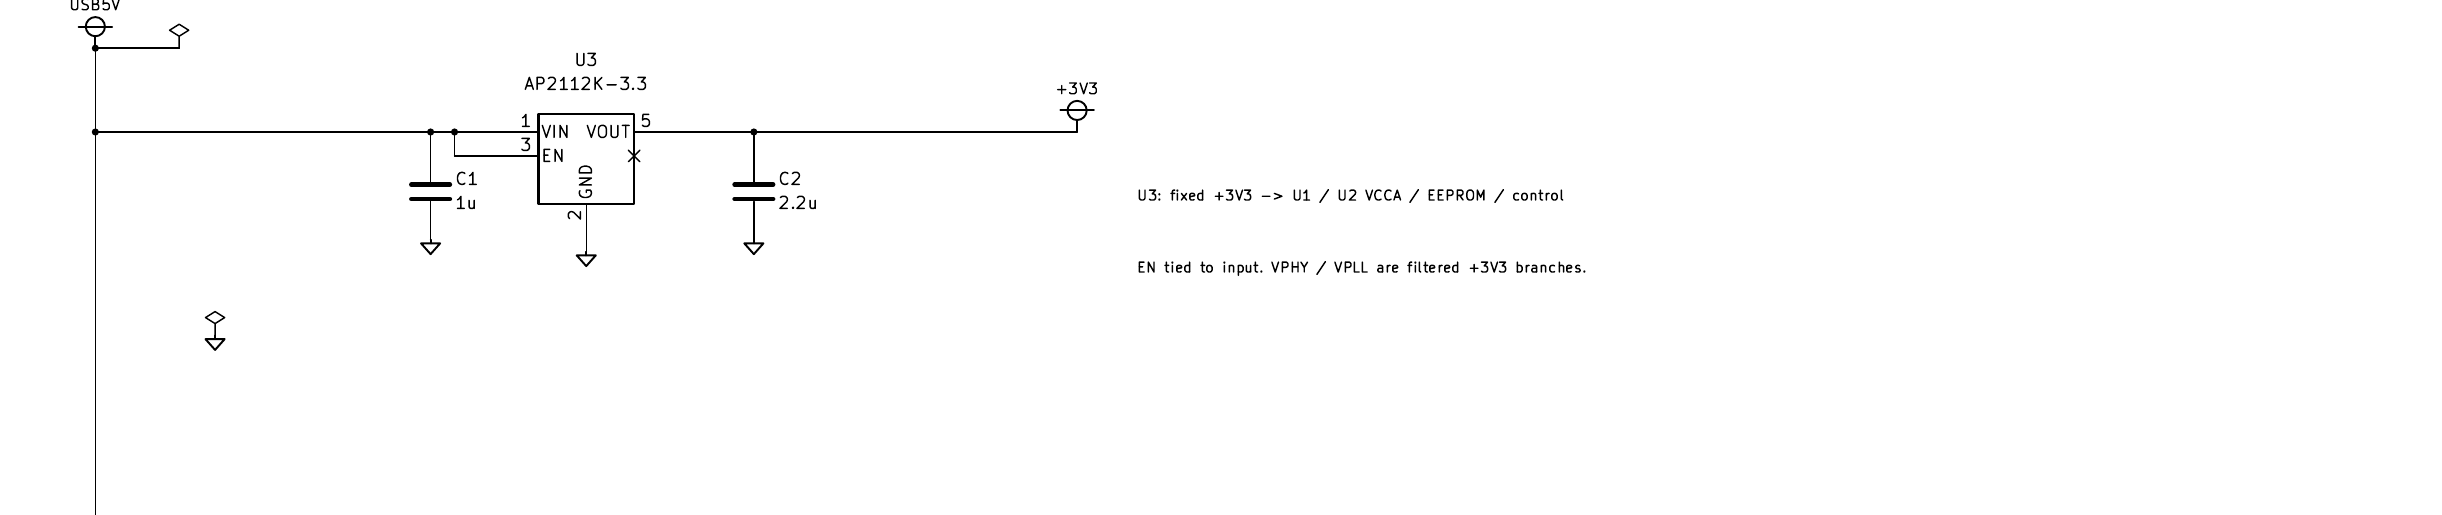 USB5V
U3
AP2112K-3.3
+3V3
1
VIN
VOUT
5
3
EN
GND
2
C1
1u
C2
2.2u
U3: fixed +3V3 -> U1 / U2 VCCA / EEPROM / control
EN tied to input. VPHY / VPLL are filtered +3V3 branches.